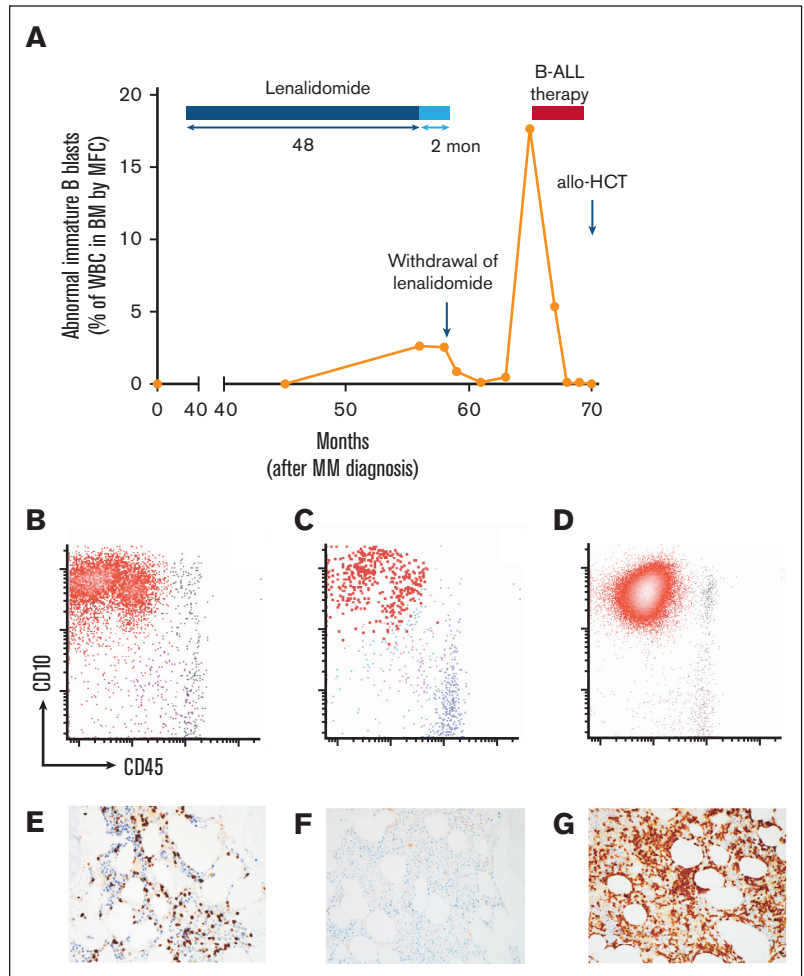 A
Lenalidomide
48
2 mon
B-ALL
therapy
allo-HCT
Withdrawal of
lenalidomide
Abnormal immature B blasts
(% of WBC in BM by MFC)
20
15
10
5
0
0 40 40 50 60 70
Months
(after MM diagnosis)
B C D
CD10
CD45
E F G